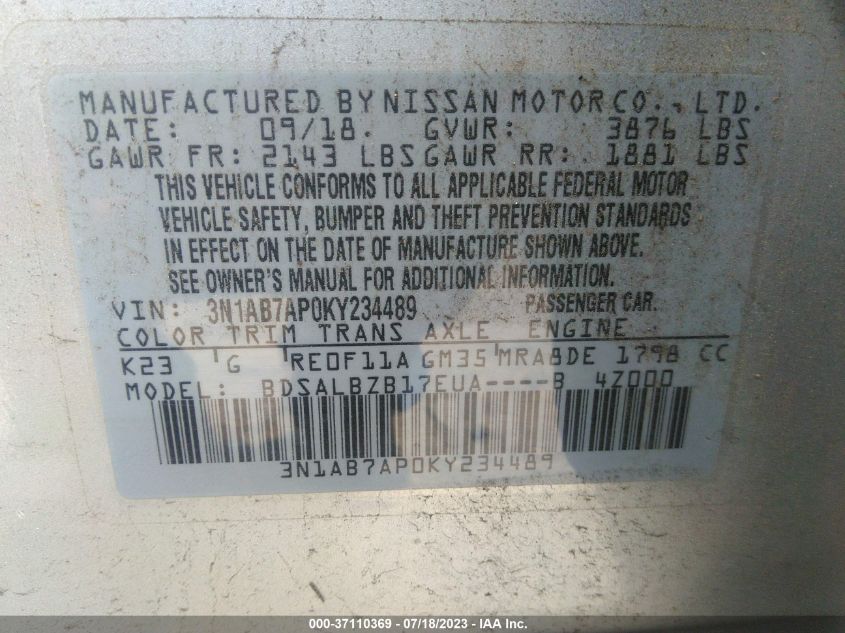 MANUFACTURED BY NISSAN MOTOR CO., LTD.
DATE: 09/18. GVWR: 3876 LBS
GAWR FR: 2143 LBS GAWR RR: 1881 LBS
THIS VEHICLE CONFORMS TO ALL APPLICABLE FEDERAL MOTOR
VEHICLE SAFETY, BUMPER AND THEFT PREVENTION STANDARDS
IN EFFECT ON THE DATE OF MANUFACTURE SHOWN ABOVE.
SEE OWNER'S MANUAL FOR ADDITIONAL INFORMATION.
VIN: 3N1AB7AP0KY234489 PASSENGER CAR.
COLOR TRIM TRANS AXLE ENGINE
K23 G RE0F11A GM35 MRA8DE 1798 CC
MODEL: BDSALBZB17EUA----B 4Z000
3N1AB7AP0KY234489
000-37110369 - 07/18/2023 - IAA Inc.